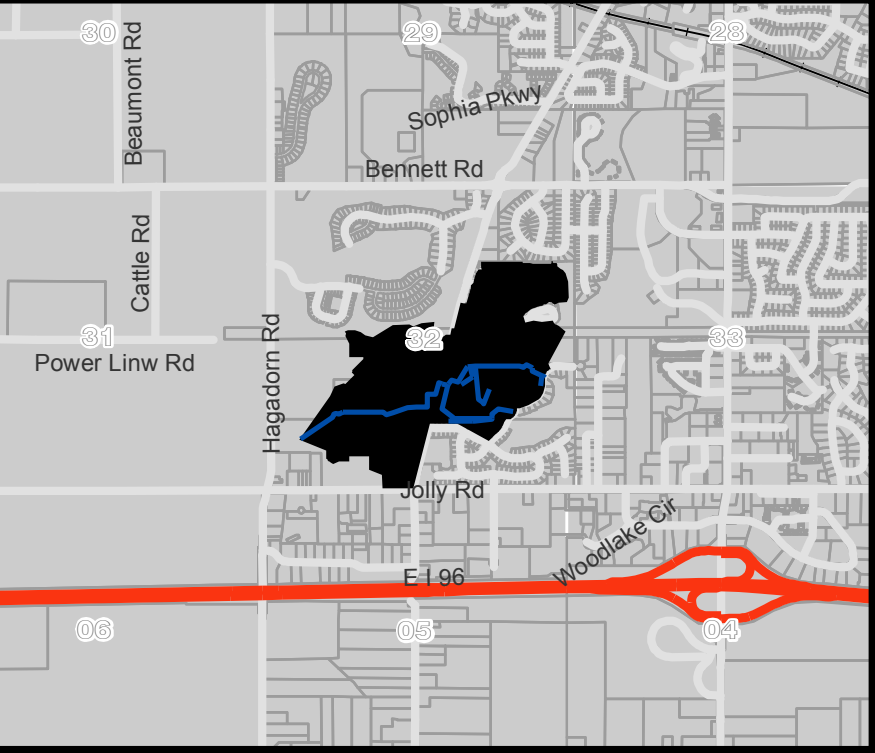 30
Beaumont Rd
29
28
Sophia Pkwy
Bennett Rd
Cattle Rd
31
32
33
Power Linw Rd
Hagadorn Rd
Jolly Rd
Woodlake Cir
E I 96
06
05
04